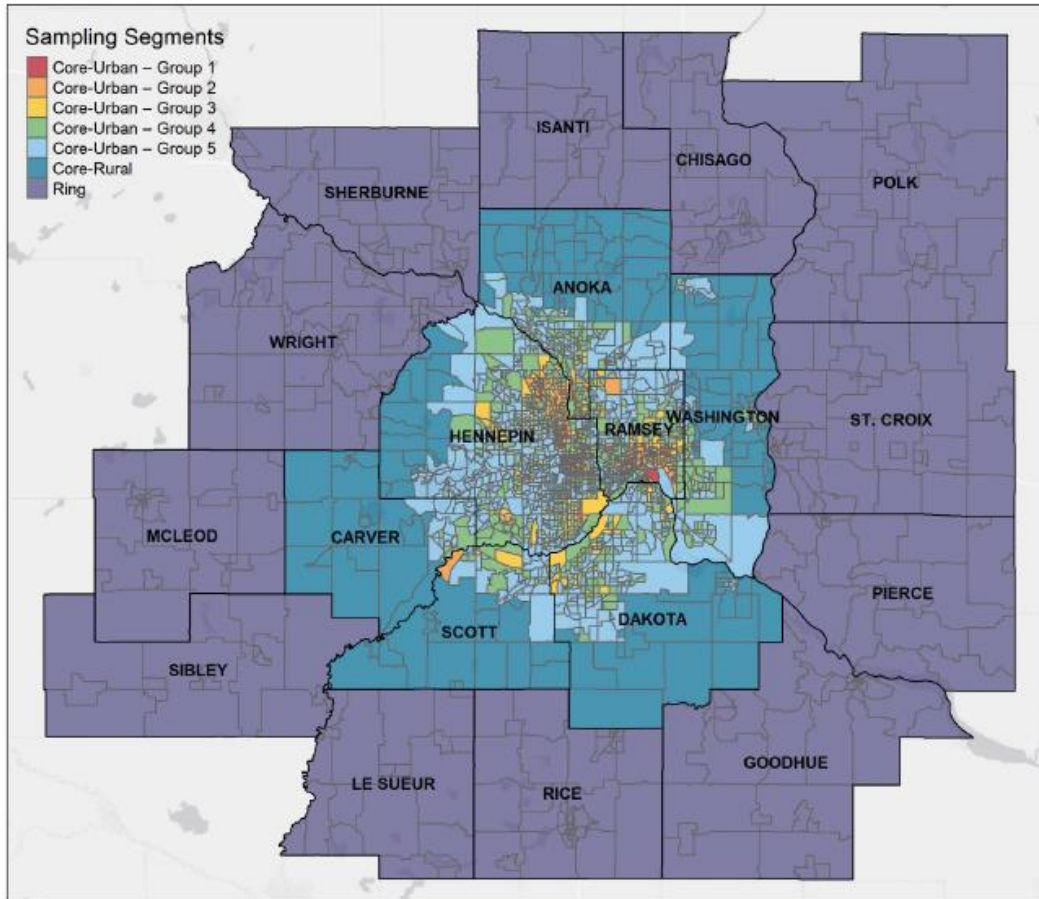 Sampling Segments
Core-Urban – Group 1
Core-Urban – Group 2
Core-Urban – Group 3
Core-Urban – Group 4
Core-Urban – Group 5
Core-Rural
Ring
ISANTI
CHISAGO
POLK
SHERBURNE
ANOKA
WRIGHT
WASHINGTON
ST. CROIX
HENNEPIN
RAMSEY
MCLEOD
CARVER
PIERCE
DAKOTA
SCOTT
SIBLEY
GOODHUE
LE SUEUR
RICE